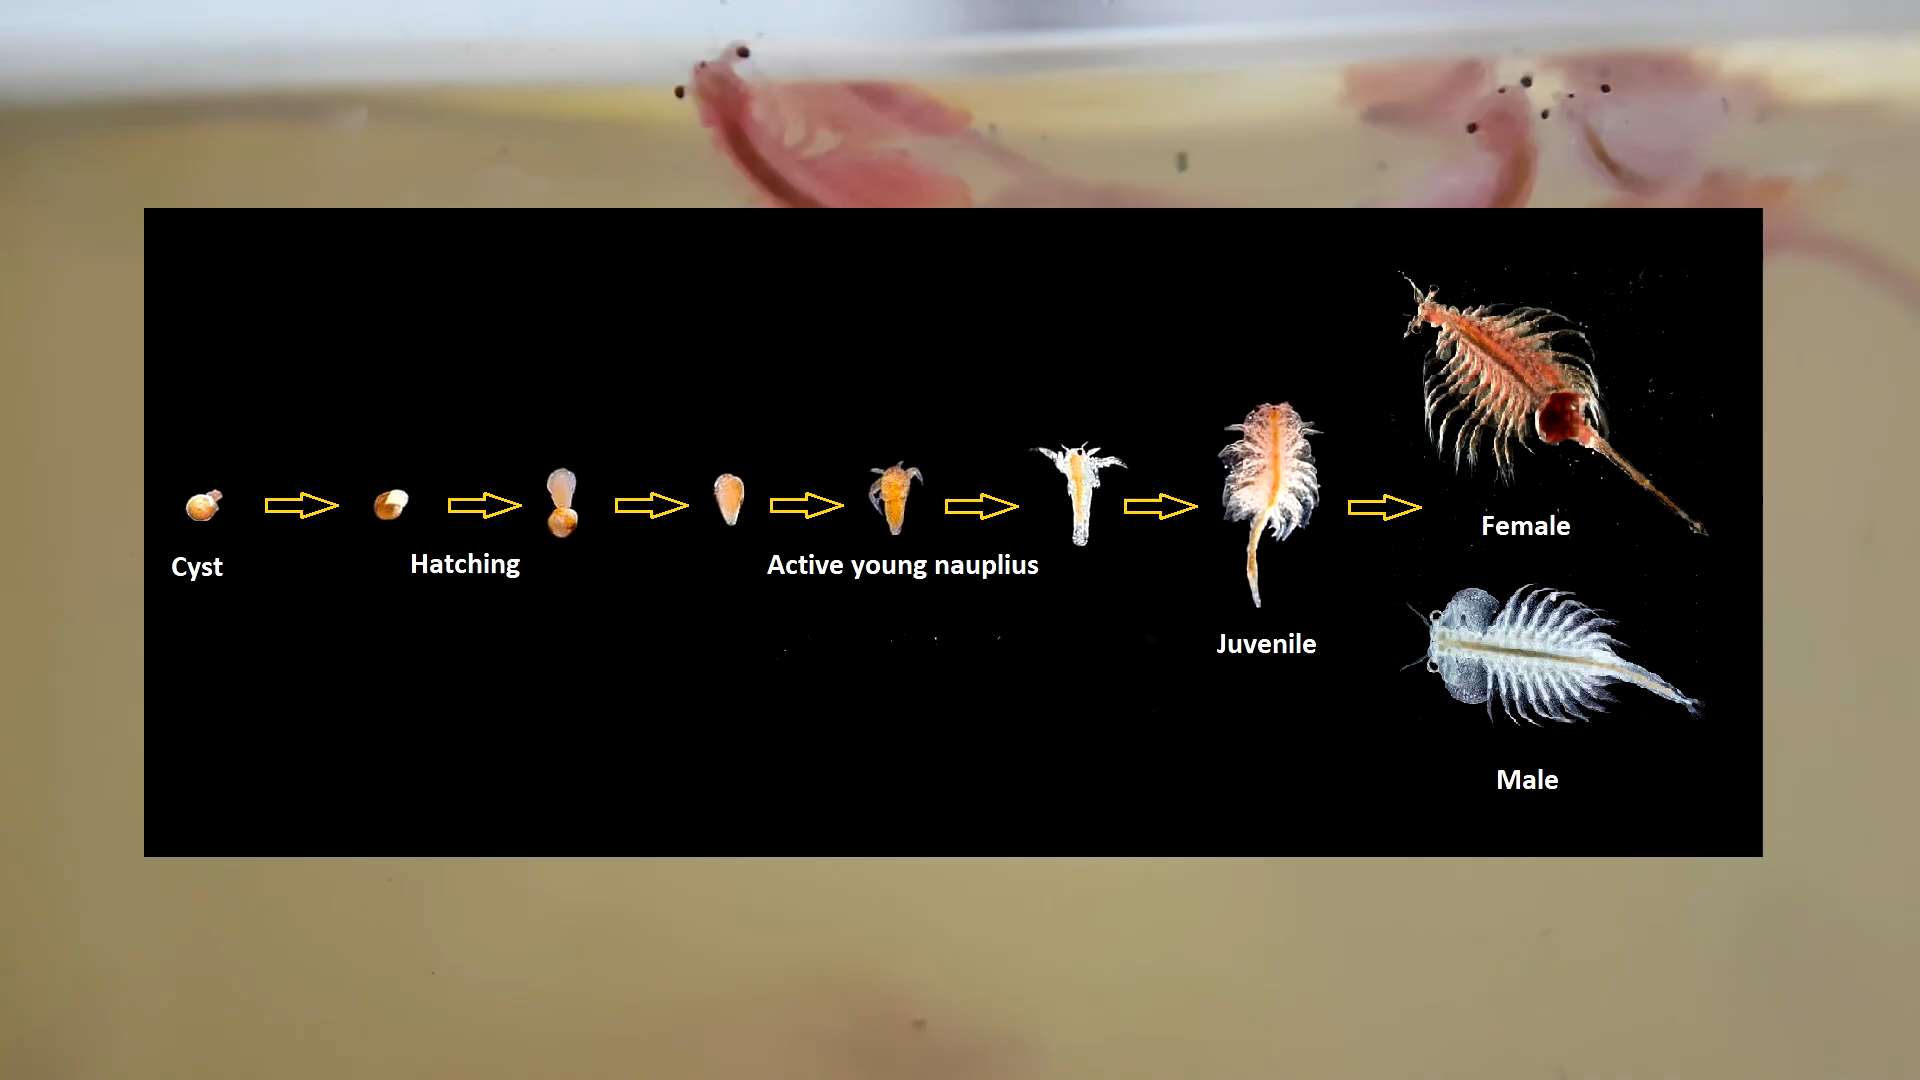 Cyst
Hatching
Active young nauplius
Juvenile
Female
Male